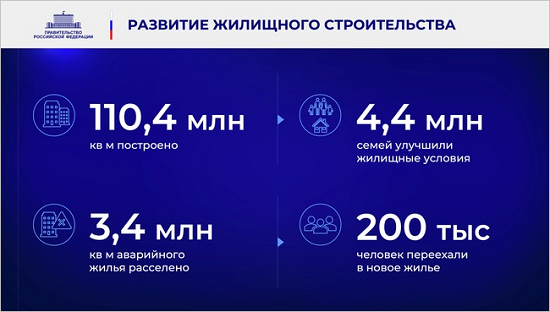 ПРАВИТЕЛЬСТВО
РОССИЙСКОЙ ФЕДЕРАЦИИ
РАЗВИТИЕ ЖИЛИЩНОГО СТРОИТЕЛЬСТВА
110,4 млн
кв м построено
4,4 млн
семей улучшили
жилищные условия
3,4 млн
кв м аварийного
жилья расселено
200 тыс
человек переехали
в новое жилье